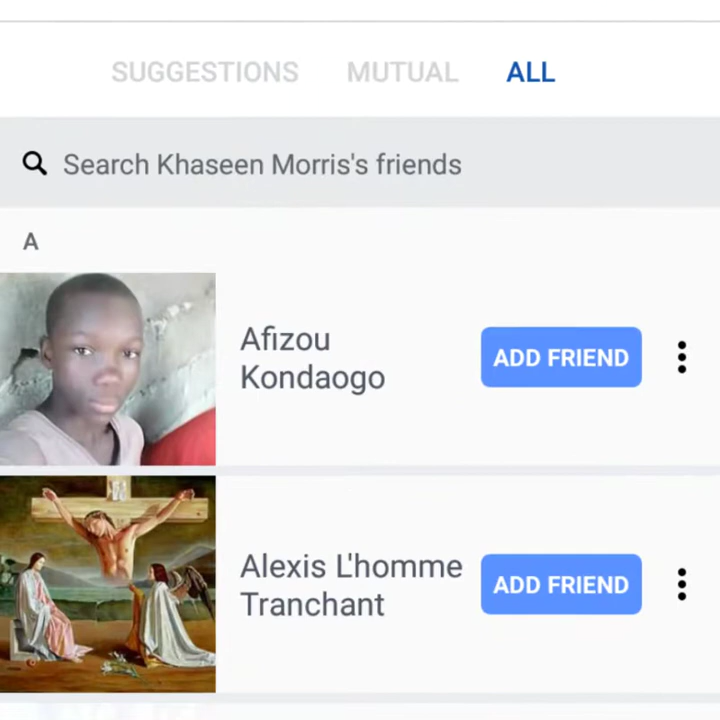 SUGGESTIONS MUTUAL ALL
Search Khaseen Morris's friends
A
Afizou
Kondaogo
ADD FRIEND
Alexis L'homme
Tranchant
ADD FRIEND